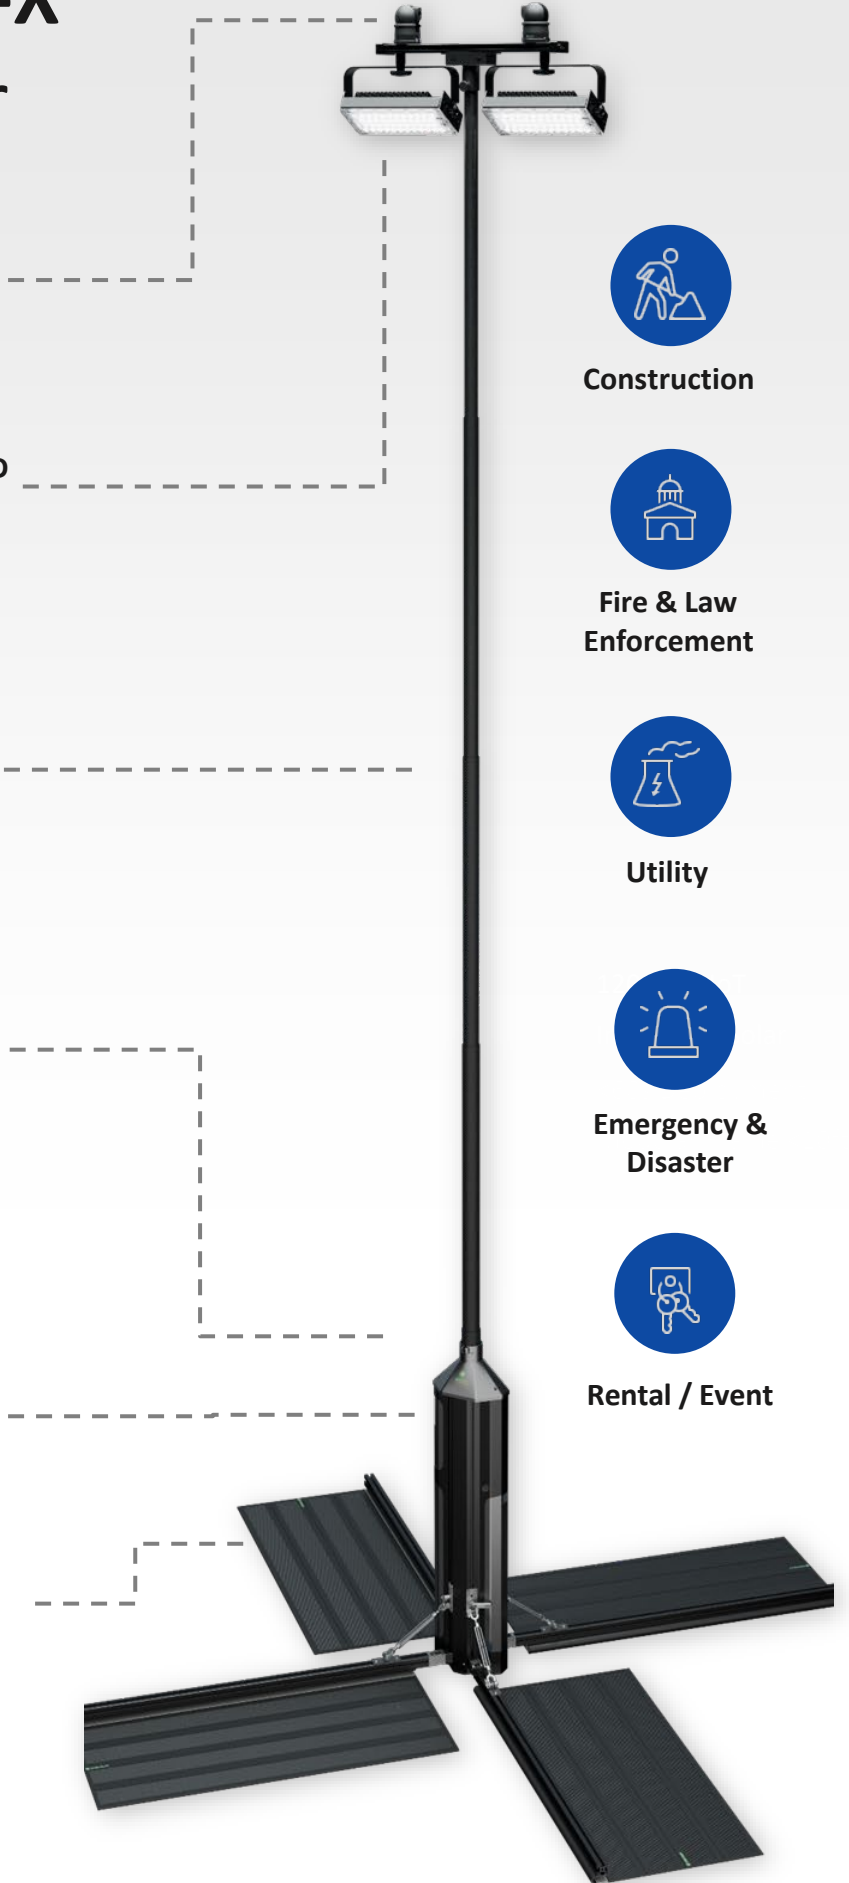 Construction
Fire & Law
Enforcement
Utility
Emergency &
Disaster
Rental / Event